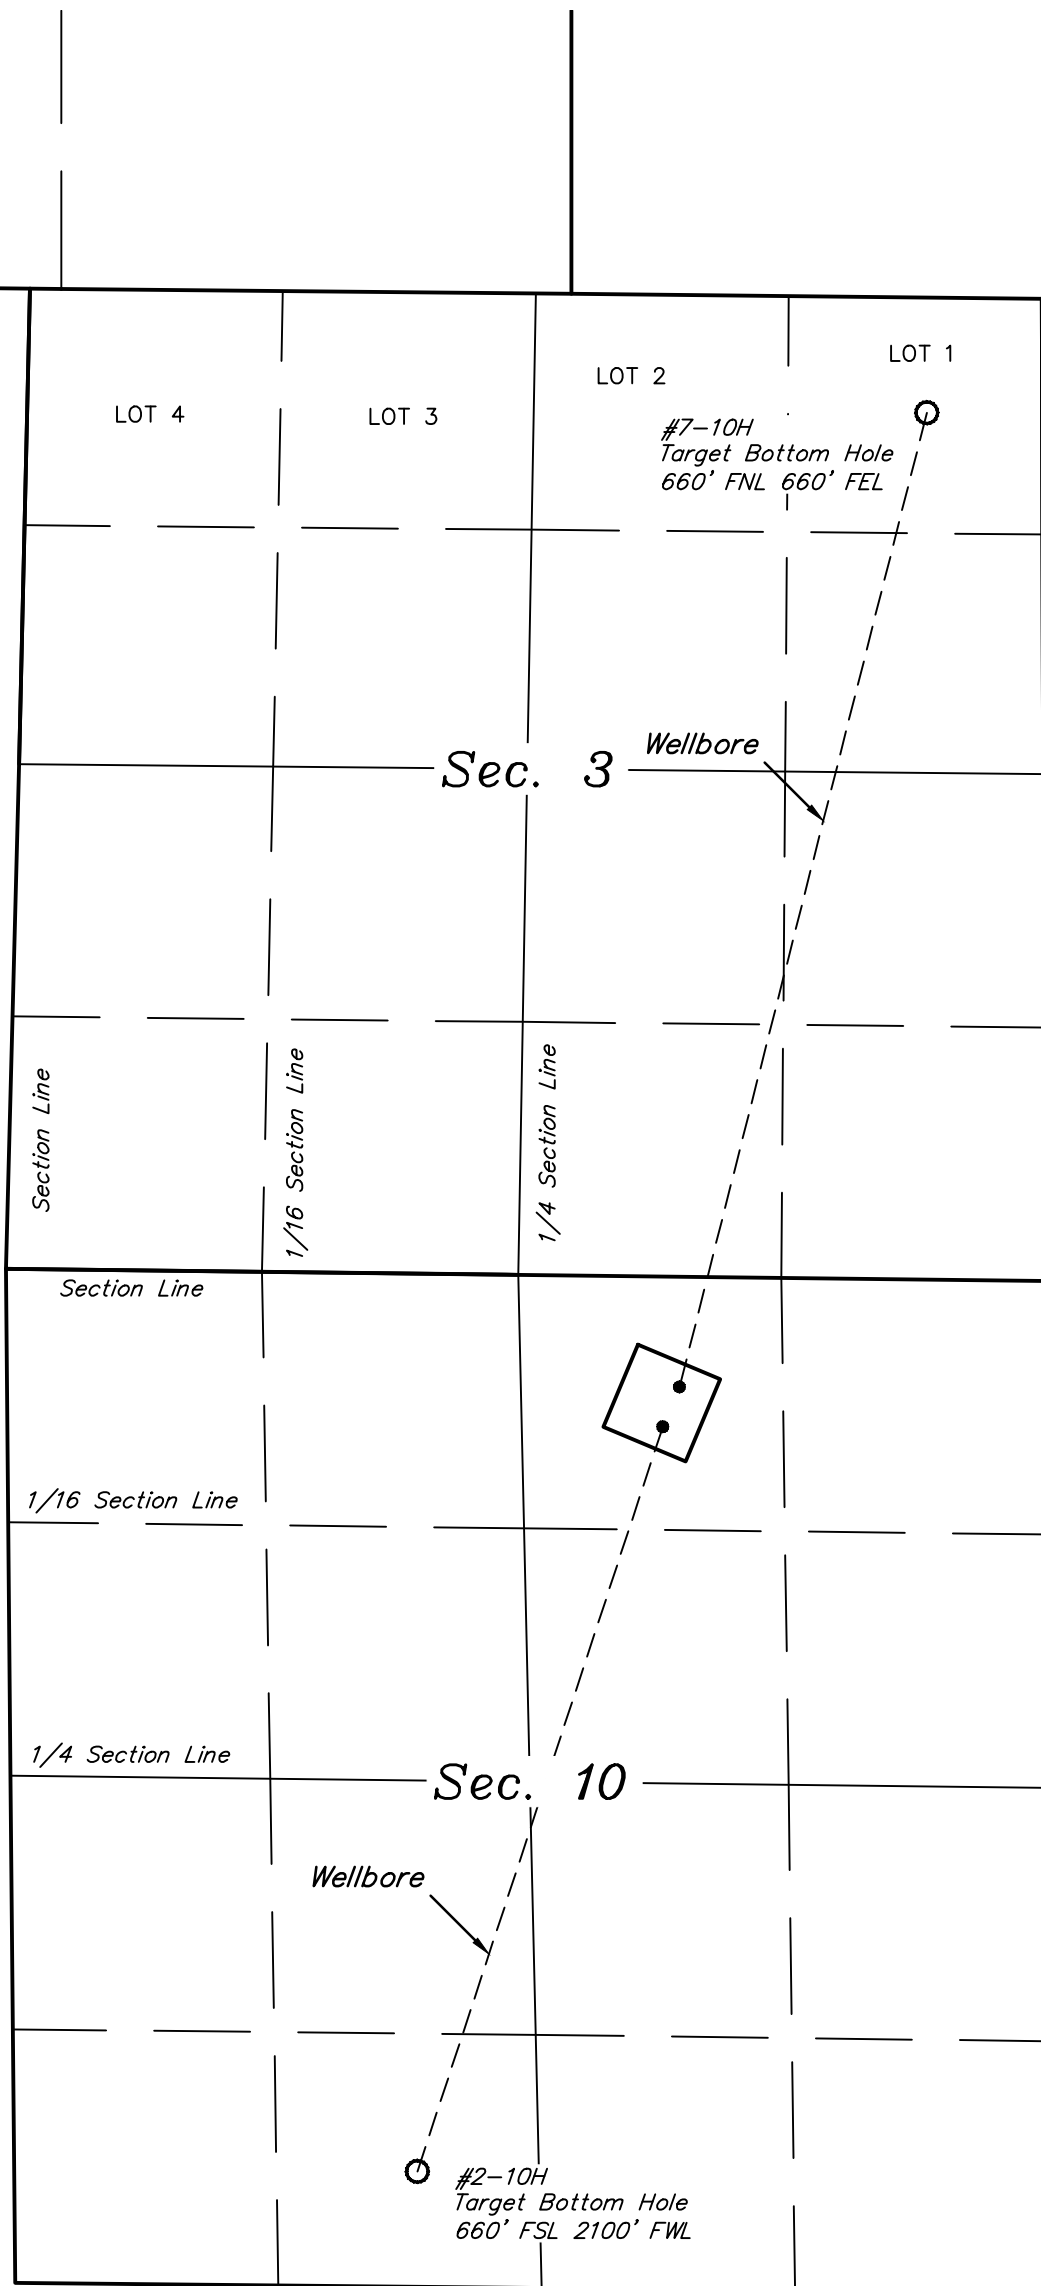 LOT 1
LOT 2
LOT 4
LOT 3
#7-10H
Target Bottom Hole
660' FNL 660' FEL
Wellbore
Sec. 3
Section Line
1/16 Section Line
1/4 Section Line
Section Line
1/16 Section Line
1/4 Section Line
Sec. 10
Wellbore
#2-10H
Target Bottom Hole
660' FSL 2100' FWL